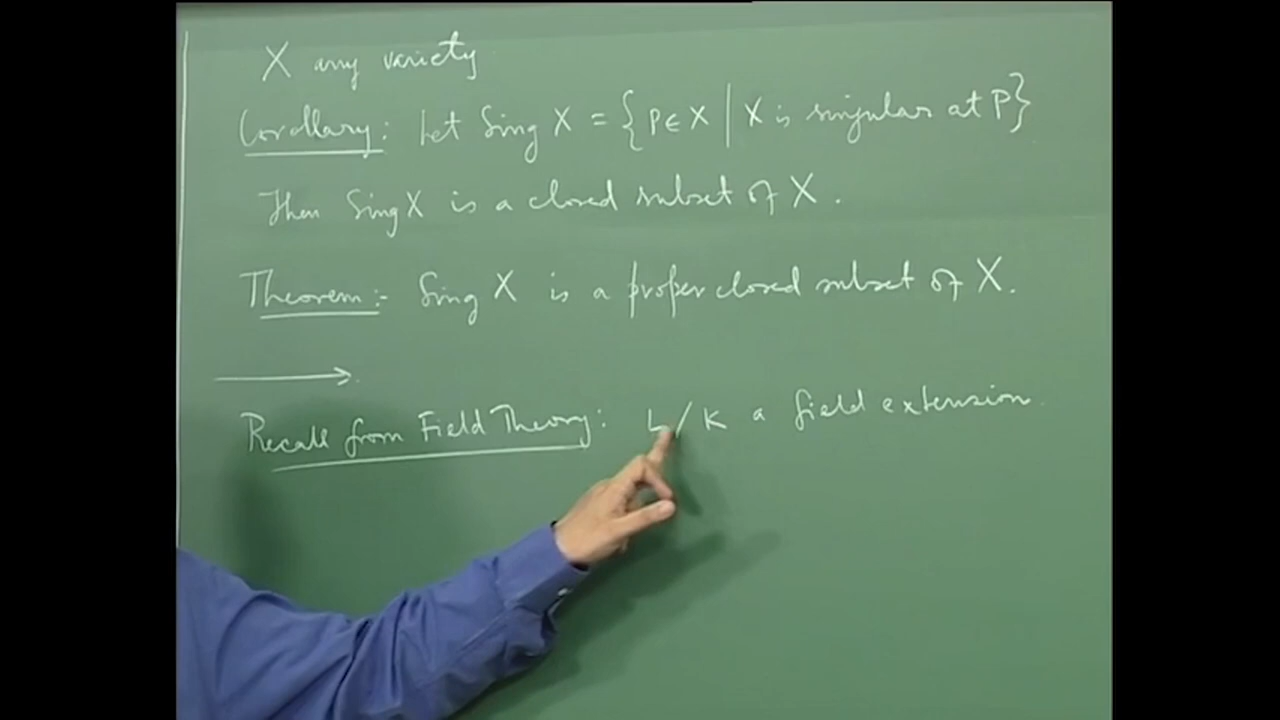 X any variety
Corollary: Let Sing X = {P∈X | X is singular at P}
Then Sing X is a closed subset of X.
Theorem:- Sing X is a proper closed subset of X.
Recall from Field Theory: L/K a field extension.